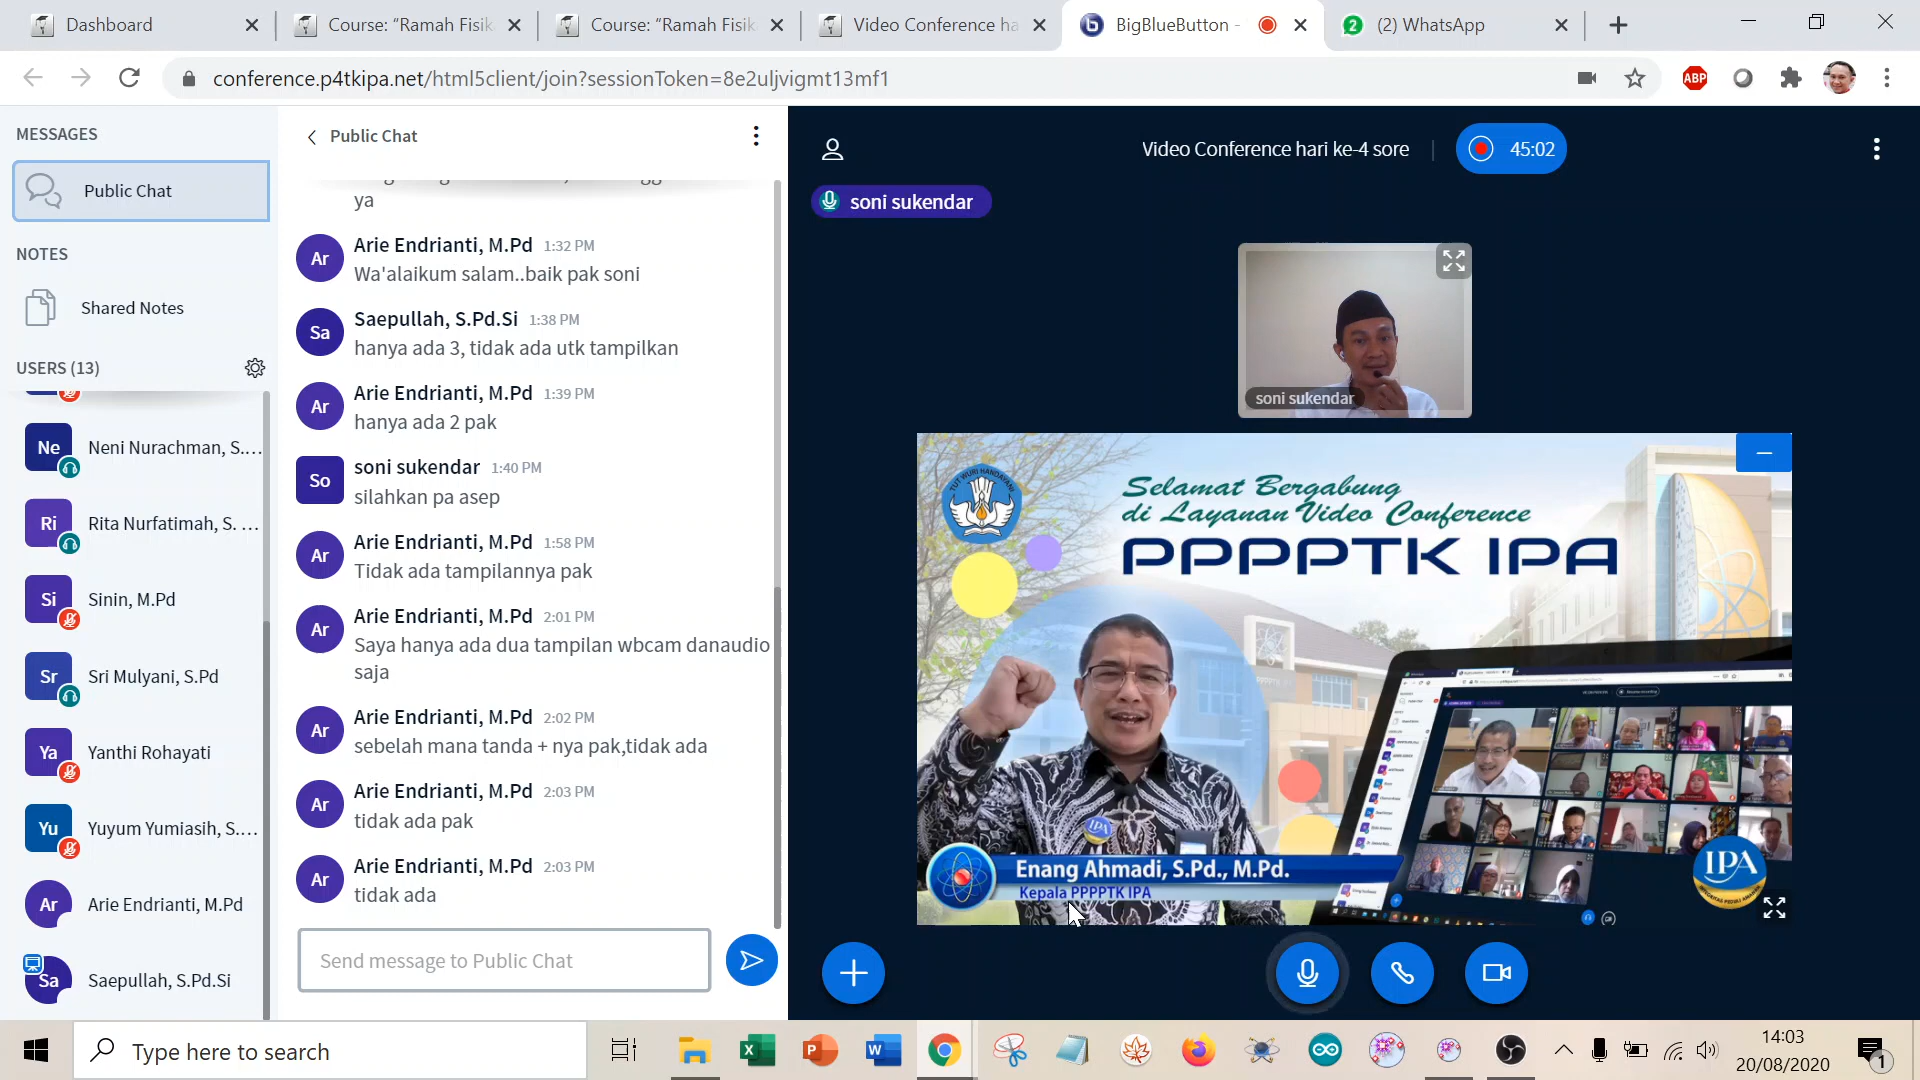 Dashboard
Course: “Ramah Fisik
Course: “Ramah Fisik
Video Conference ha
BigBlueButton -
(2) WhatsApp
conference.p4tkipa.net/html5client/join?sessionToken=8e2uljvigmt13mf1
ABP
MESSAGES
Public Chat
NOTES
Shared Notes
USERS (13)
Ne
Neni Nurachman, S....
Ri
Rita Nurfatimah, S. ...
Si
Sinin, M.Pd
Sr
Sri Mulyani, S.Pd
Ya
Yanthi Rohayati
Yu
Yuyum Yumiasih, S....
Ar
Arie Endrianti, M.Pd
Sa
Saepullah, S.Pd.Si
Public Chat
ya
Ar
Arie Endrianti, M.Pd 1:32 PM
Wa'alaikum salam..baik pak soni
Sa
Saepullah, S.Pd.Si 1:38 PM
hanya ada 3, tidak ada utk tampilkan
Ar
Arie Endrianti, M.Pd 1:39 PM
hanya ada 2 pak
So
soni sukendar 1:40 PM
silahkan pa asep
Ar
Arie Endrianti, M.Pd 1:58 PM
Tidak ada tampilannya pak
Ar
Arie Endrianti, M.Pd 2:01 PM
Saya hanya ada dua tampilan wbcam danaudio
saja
Ar
Arie Endrianti, M.Pd 2:02 PM
sebelah mana tanda + nya pak,tidak ada
Ar
Arie Endrianti, M.Pd 2:03 PM
tidak ada pak
Ar
Arie Endrianti, M.Pd 2:03 PM
tidak ada
Send message to Public Chat
Video Conference hari ke-4 sore
45:02
soni sukendar
soni sukendar
TUT WURI HANDAYANI
Selamat Bergabung
di Layanan Video Conference
PPPPTK IPA
IPA
Enang Ahmadi, S.Pd., M.Pd.
Kepala PPPPTK IPA
IPA
Type here to search
14:03
20/08/2020
1